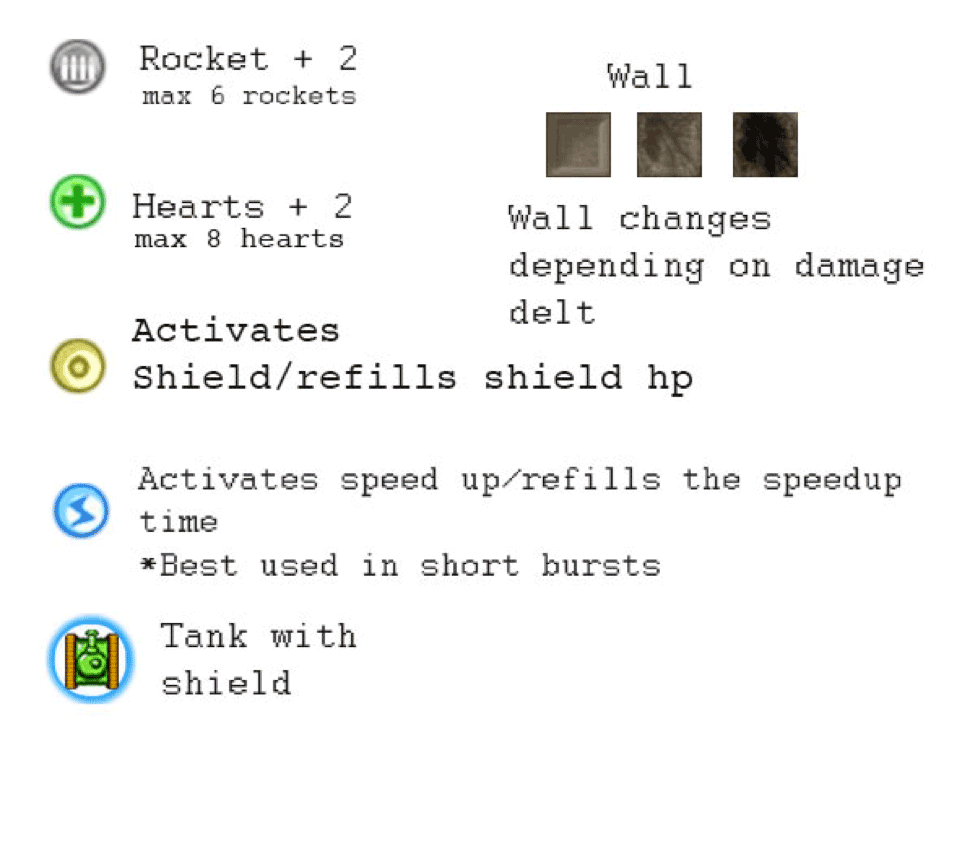 Rocket + 2
max 6 rockets
Wall
Hearts + 2
max 8 hearts
Wall changes
depending on damage
delt
Activates
Shield/refills shield hp
Activates speed up/refills the speedup
time
*Best used in short bursts
Tank with
shield